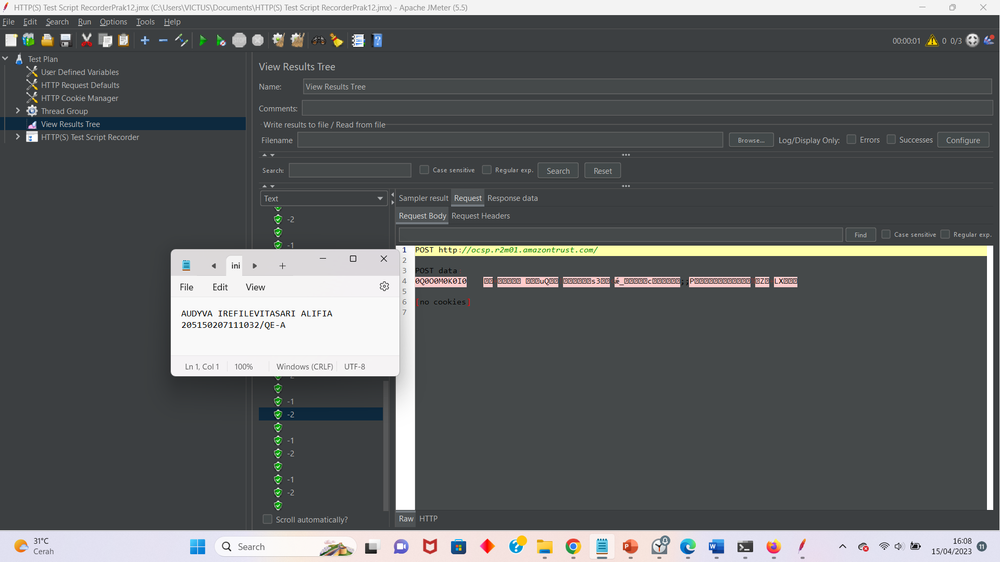 HTTP(S) Test Script RecorderPrak12.jmx (C:\Users\VICTUS\Documents\HTTP(S) Test Script RecorderPrak12.jmx) - Apache JMeter (5.5)
File Edit Search Run Options Tools Help
00:00:01 0 0/3
Test Plan
User Defined Variables
HTTP Request Defaults
HTTP Cookie Manager
Thread Group
View Results Tree
HTTP(S) Test Script Recorder
View Results Tree
Name: View Results Tree
Comments:
Write results to file / Read from file
Filename Browse... Log/Display Only: Errors Successes Configure
Search: Case sensitive Regular exp. Search Reset
Text
-2
-1
Sampler result Request Response data
Request Body Request Headers
Find Case sensitive Regular exp.
1 POST http://ocsp.r2m01.amazontrust.com/
2
3 POST data:
4 0Q0O0M0K0I0
5
6 [no cookies]
7
ini
File Edit View
AUDYVA IREFILEVITASARI ALIFIA
205150207111032/QE-A
Ln 1, Col 1 100% Windows (CRLF) UTF-8
-1
-2
-1
-2
-1
-2
Scroll automatically?
Raw HTTP
31°C
Cerah
Search
16:08
15/04/2023
11